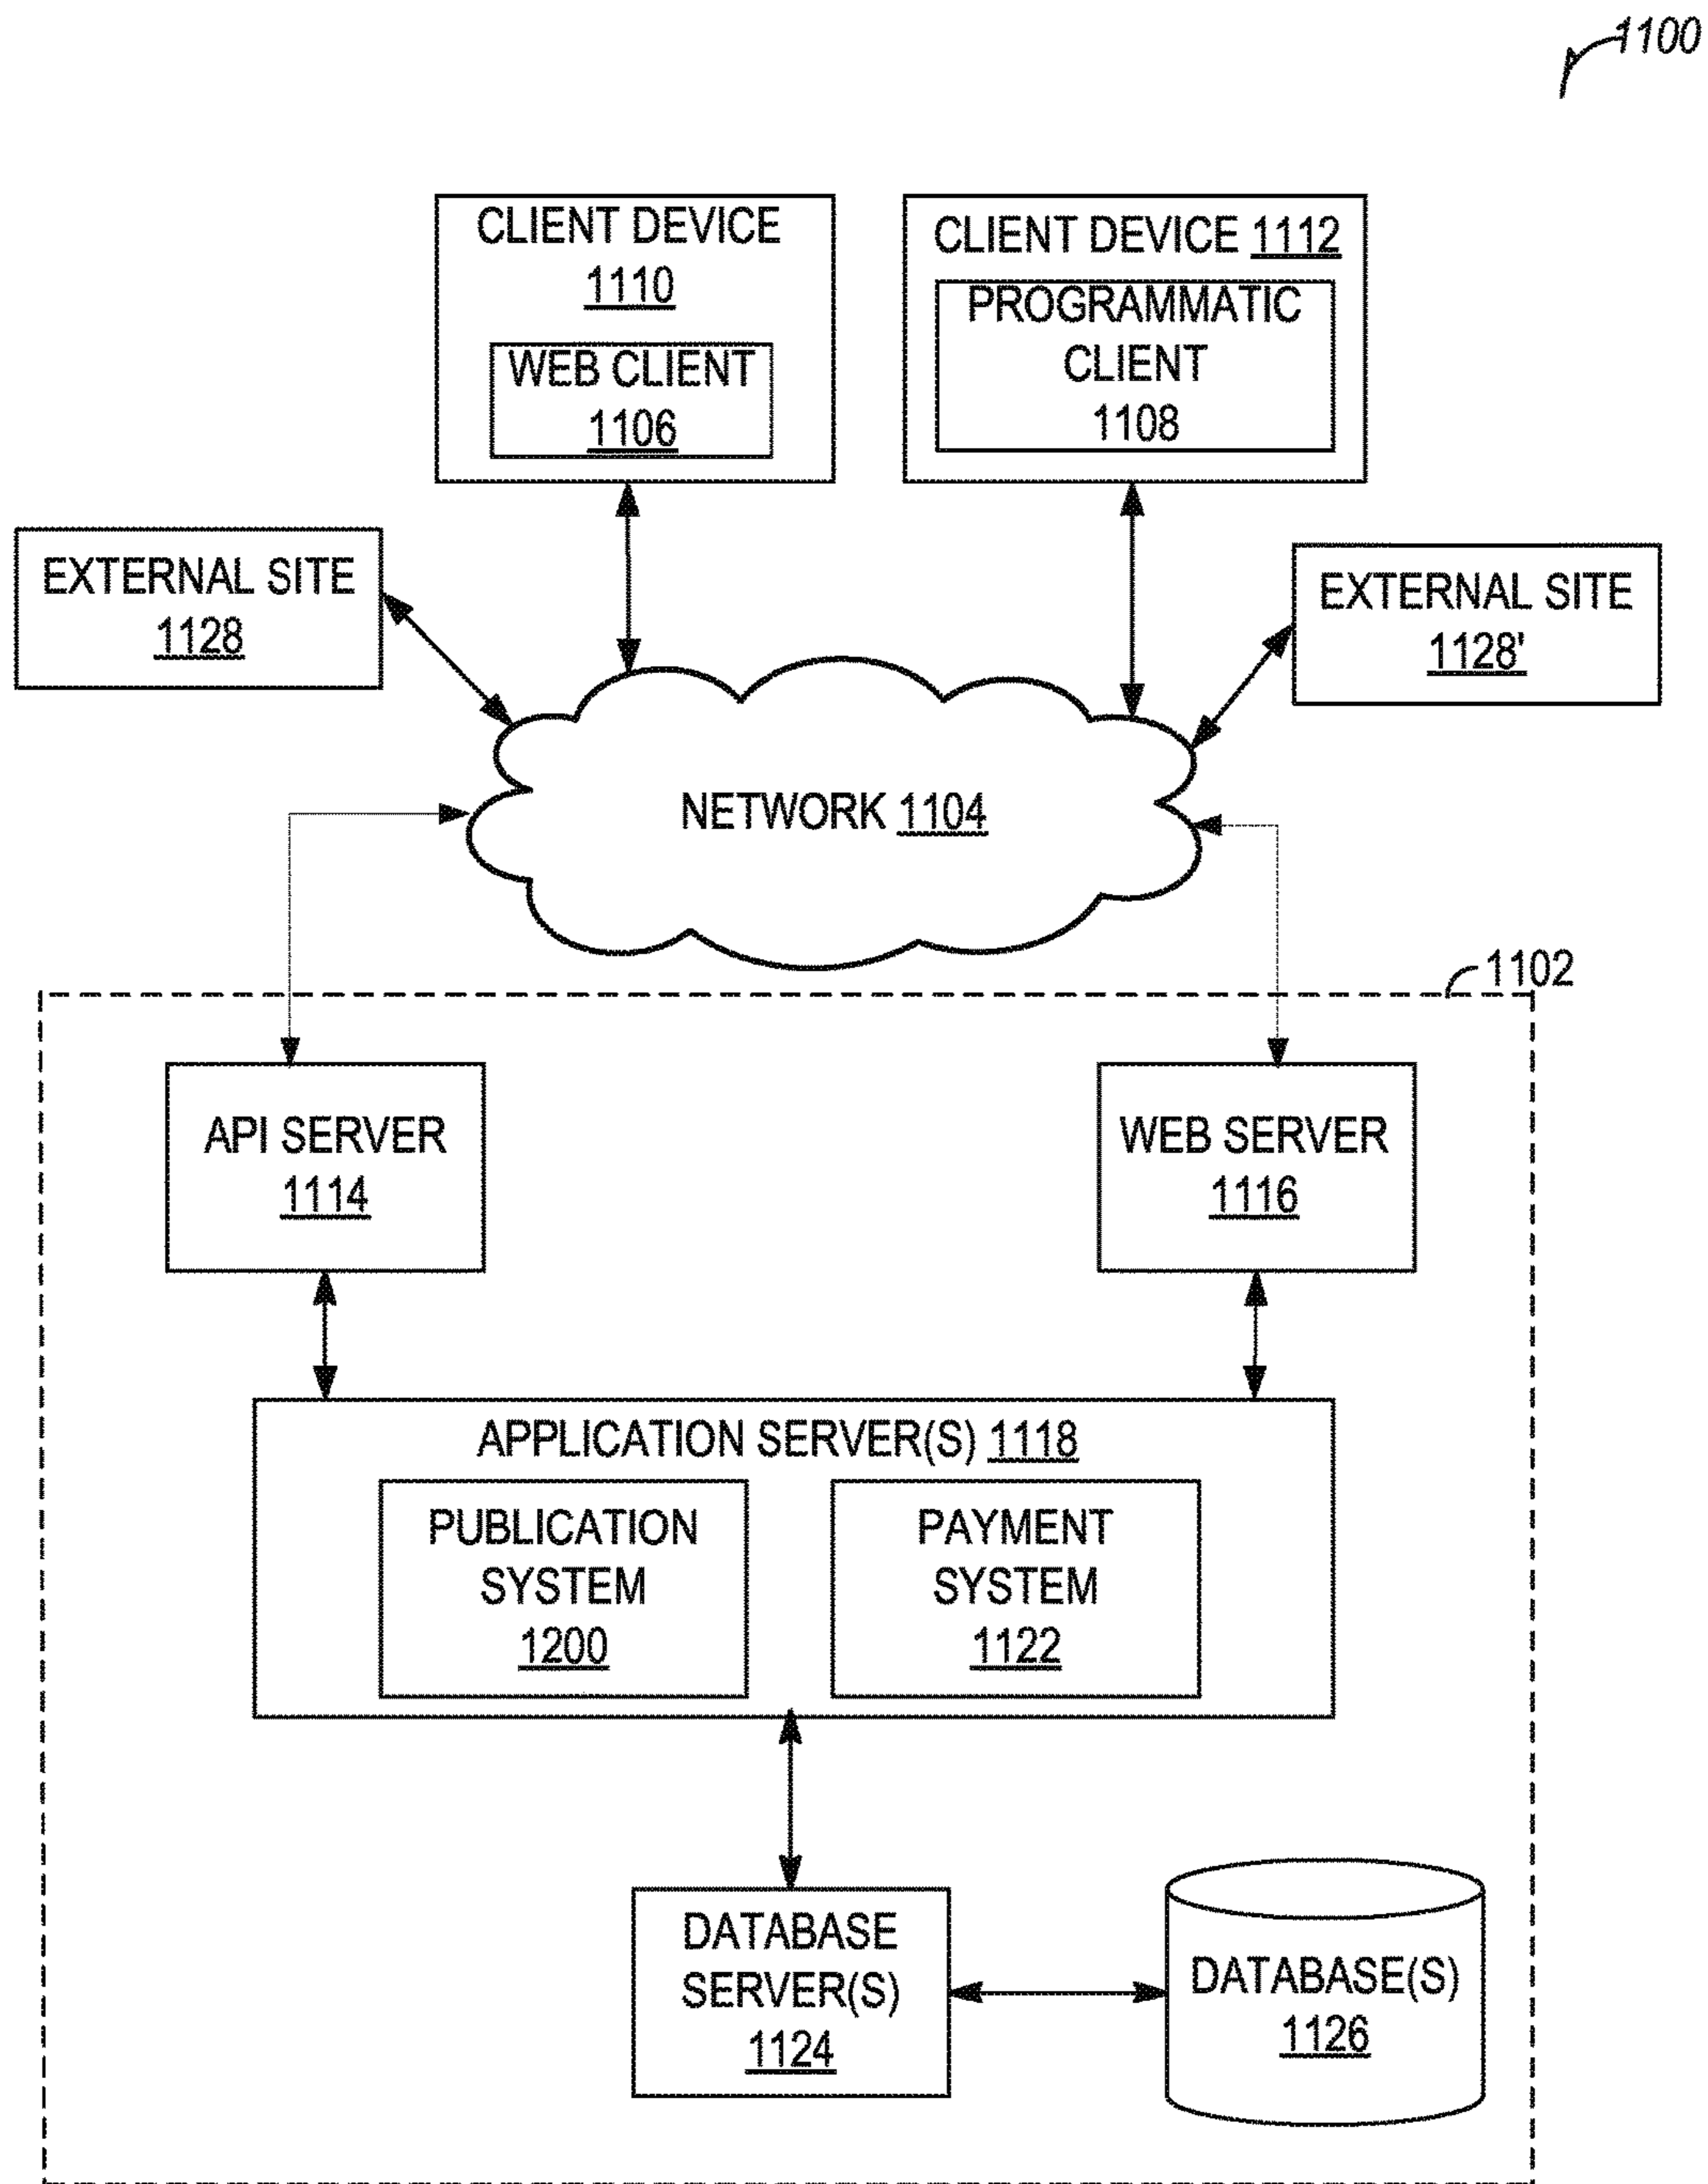 1100
CLIENT DEVICE
1110
WEB CLIENT
1106
CLIENT DEVICE 1112
PROGRAMMATIC
CLIENT
1108
EXTERNAL SITE
1128
EXTERNAL SITE
1128'
NETWORK 1104
1102
API SERVER
1114
WEB SERVER
1116
APPLICATION SERVER(S) 1118
PUBLICATION
SYSTEM
1200
PAYMENT
SYSTEM
1122
DATABASE
SERVER(S)
1124
DATABASE(S)
1126